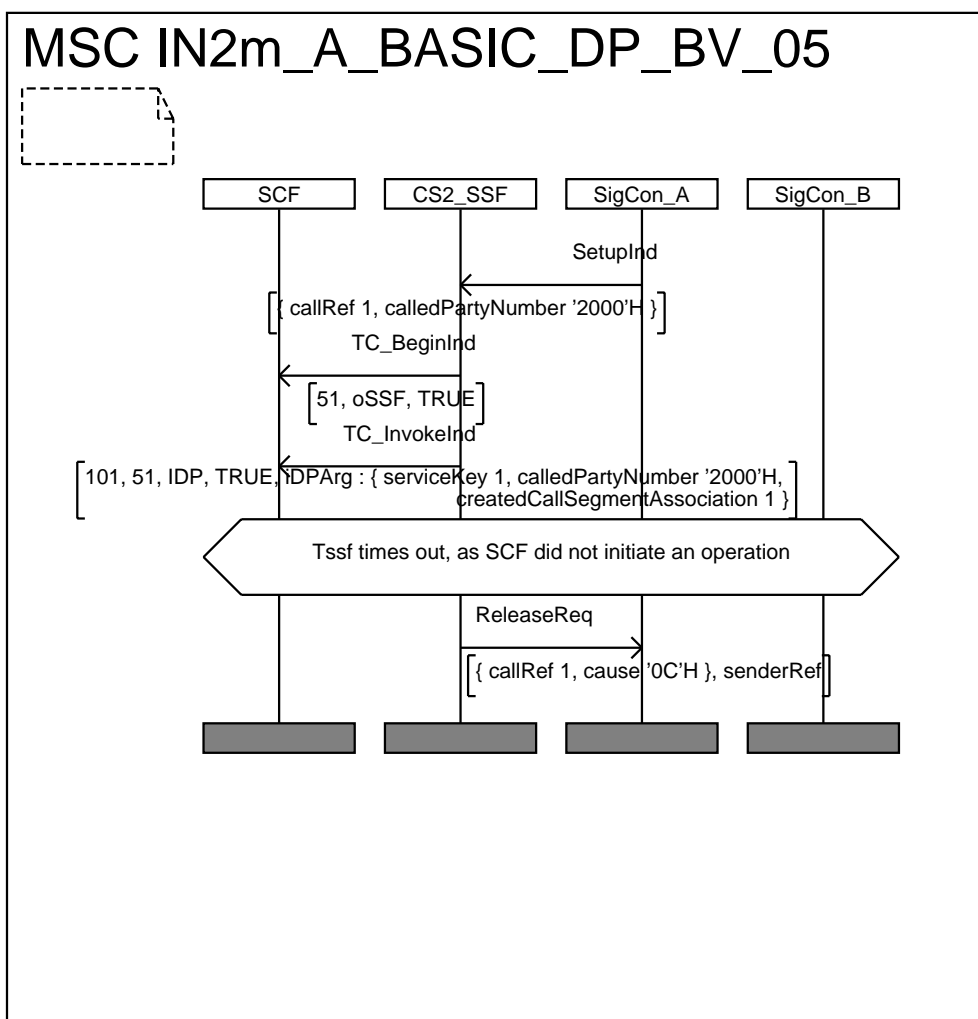 MSC IN2m_A_BASIC_DP_BV_05
SCF CS2_SSF SigCon_A SigCon_B
SetupInd
{ callRef 1, calledPartyNumber ’2000’H }
TC_BeginInd
51, oSSF, TRUE
TC_InvokeInd
101, 51, IDP, TRUE, iDPArg : { serviceKey 1, calledPartyNumber ’2000’H,
createdCallSegmentAssociation 1 }
Tssf times out, as SCF did not initiate an operation
ReleaseReq
{ callRef 1, cause ’0C’H }, senderRef